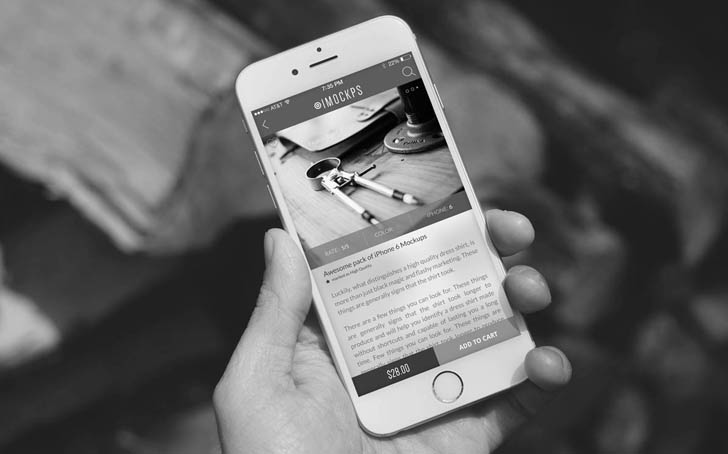 AT&T 7:35 PM 22%
@IMOCKPS
RATE: 5/5 COLOR IPHONE: 6
Awesome pack of iPhone 6 Mockups
Luckily, what distinguishes a high quality dress shirt, is
more than just black magic and flashy marketing. These
things are generally signs that the shirt took.
There are a few things you can look for. These things
are generally signs that the shirt took longer to
produce and will help you identify a dress shirt made
without shortcuts and capable of lasting you a long
time. Few things you can look for. These things are
$28.00 ADD TO CART